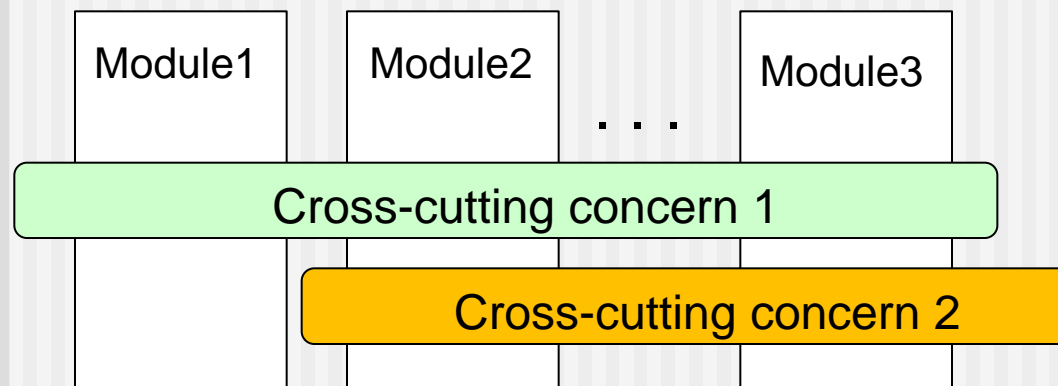 Module1
Module2
Module3
. . .
Cross-cutting concern 1
Cross-cutting concern 2